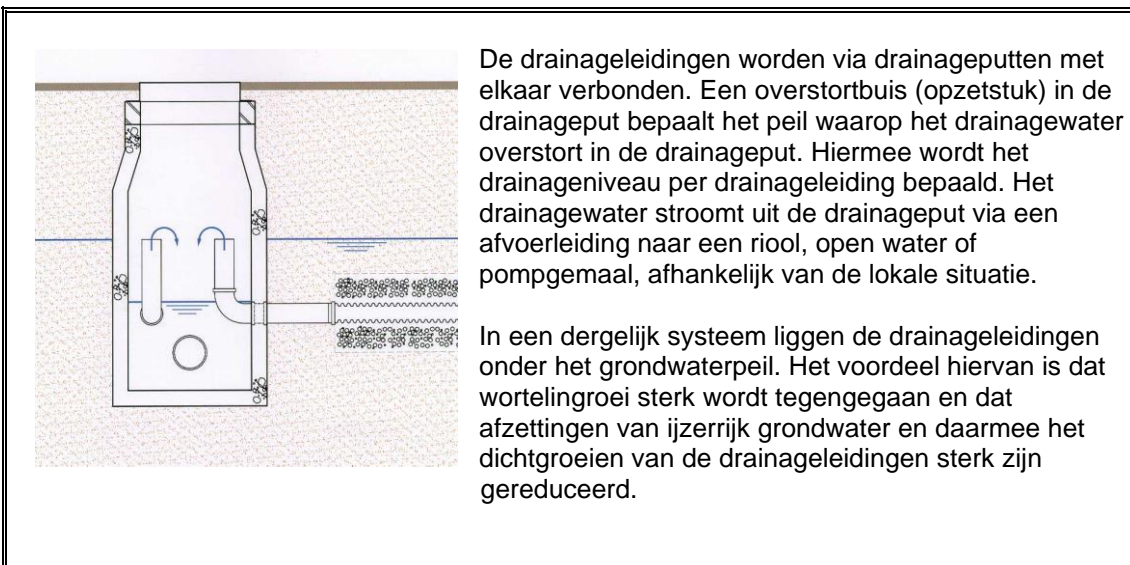 De drainageleidingen worden via drainageputten met
elkaar verbonden. Een overstortbuis (opzetstuk) in de
drainageput bepaalt het peil waarop het drainagewater
overstort in de drainageput. Hiermee wordt het
drainageniveau per drainageleiding bepaald. Het
drainagewater stroomt uit de drainageput via een
afvoerleiding naar een riool, open water of
pompgemaal, afhankelijk van de lokale situatie.
In een dergelijk systeem liggen de drainageleidingen
onder het grondwaterpeil. Het voordeel hiervan is dat
wortelingroei sterk wordt tegengegaan en dat
afzettingen van ijzerrijk grondwater en daarmee het
dichtgroeien van de drainageleidingen sterk zijn
gereduceerd.